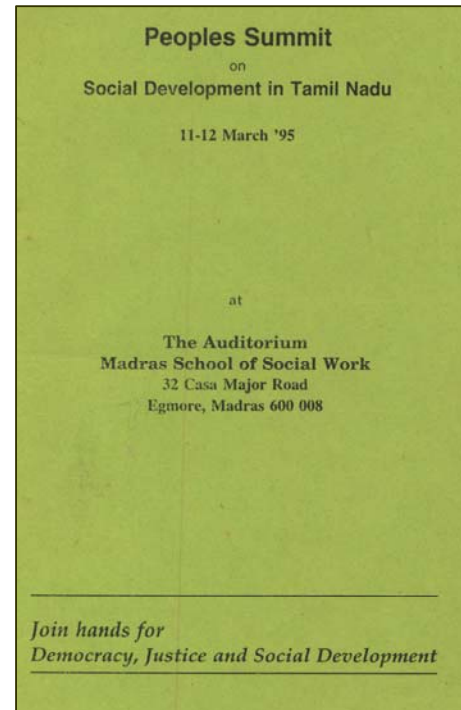 Peoples Summit
on
Social Development in Tamil Nadu
11-12 March '95
at
The Auditorium
Madras School of Social Work
32 Casa Major Road
Egmore, Madras 600 008
Join hands for
Democracy, Justice and Social Development